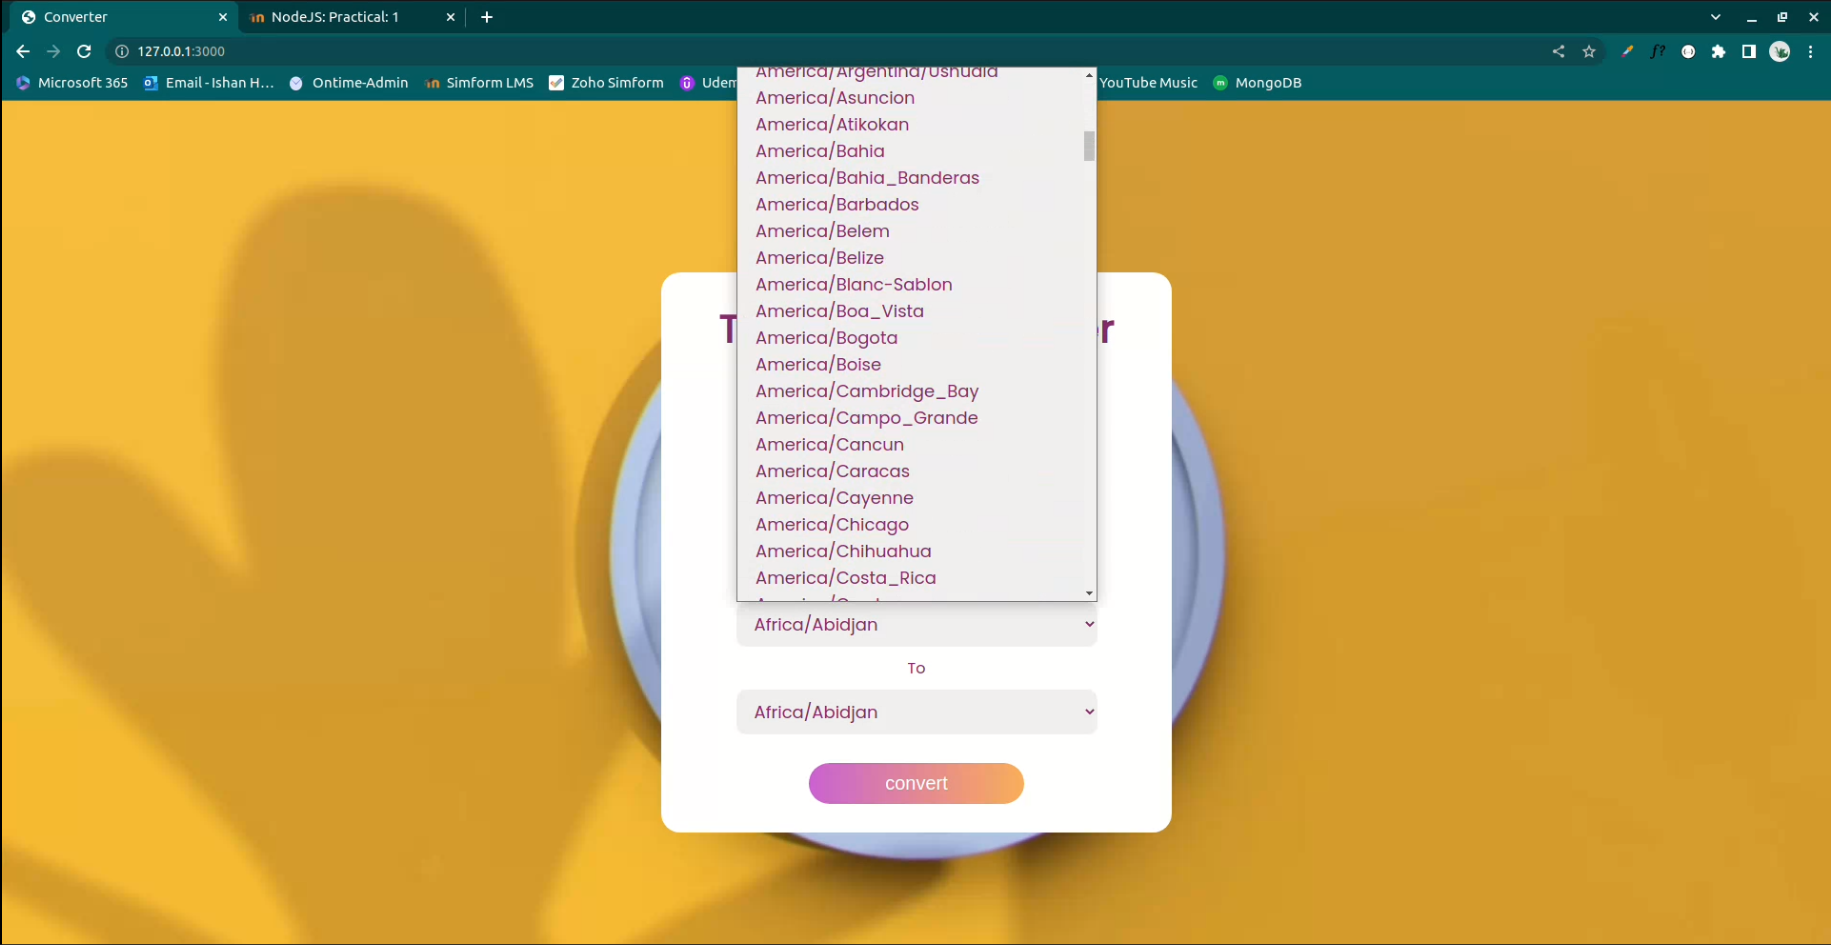 Converter
NodeJS: Practical: 1
127.0.0.1:3000
f?
Microsoft 365
Email - Ishan H...
Ontime-Admin
Simform LMS
Zoho Simform
Udem
YouTube Music
MongoDB
America/Argentina/Ushuaia
America/Asuncion
America/Atikokan
America/Bahia
America/Bahia_Banderas
America/Barbados
America/Belem
America/Belize
America/Blanc-Sablon
America/Boa_Vista
America/Bogota
America/Boise
America/Cambridge_Bay
America/Campo_Grande
America/Cancun
America/Caracas
America/Cayenne
America/Chicago
America/Chihuahua
America/Costa_Rica
Africa/Abidjan
To
Africa/Abidjan
convert